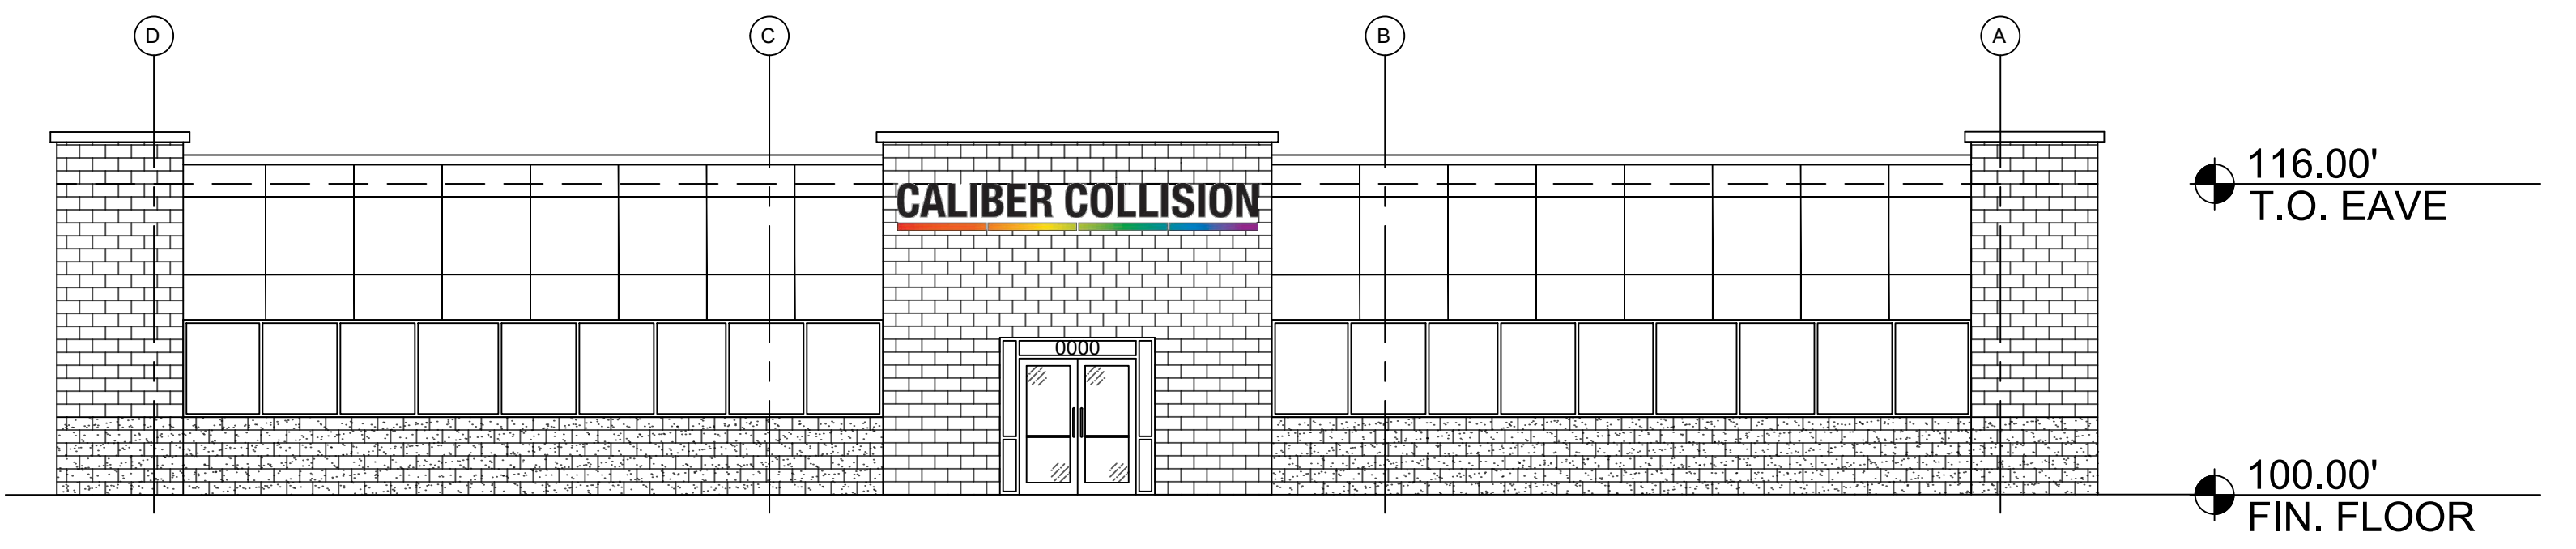 D
C
B
A
116.00'
T.O. EAVE
CALIBER COLLISION
0000
100.00'
FIN. FLOOR